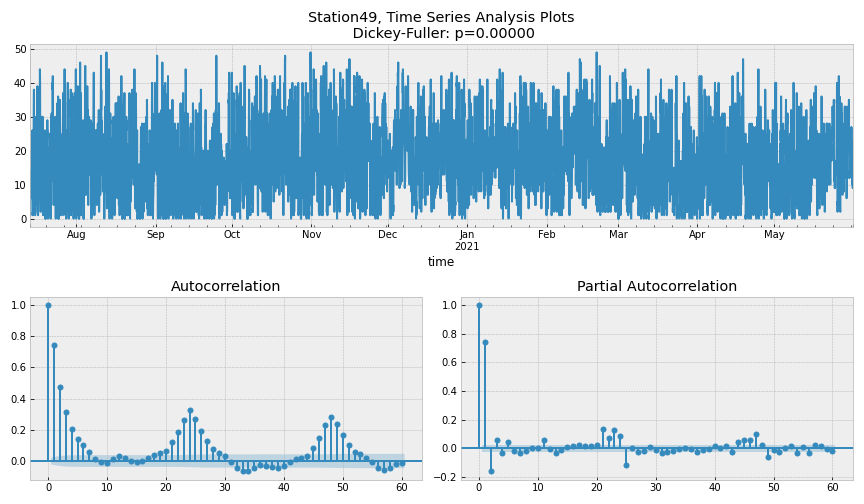 Station49, Time Series Analysis Plots
Dickey-Fuller: p=0.00000
50
40
30
20
10
0
Aug Sep Oct Nov Dec Jan Feb Mar Apr May
2021
time
Autocorrelation Partial Autocorrelation
1.0
0.8
0.6
0.4
0.2
0.0
0 10 20 30 40 50 60
1.0
0.8
0.6
0.4
0.2
0.0
−0.2
0 10 20 30 40 50 60